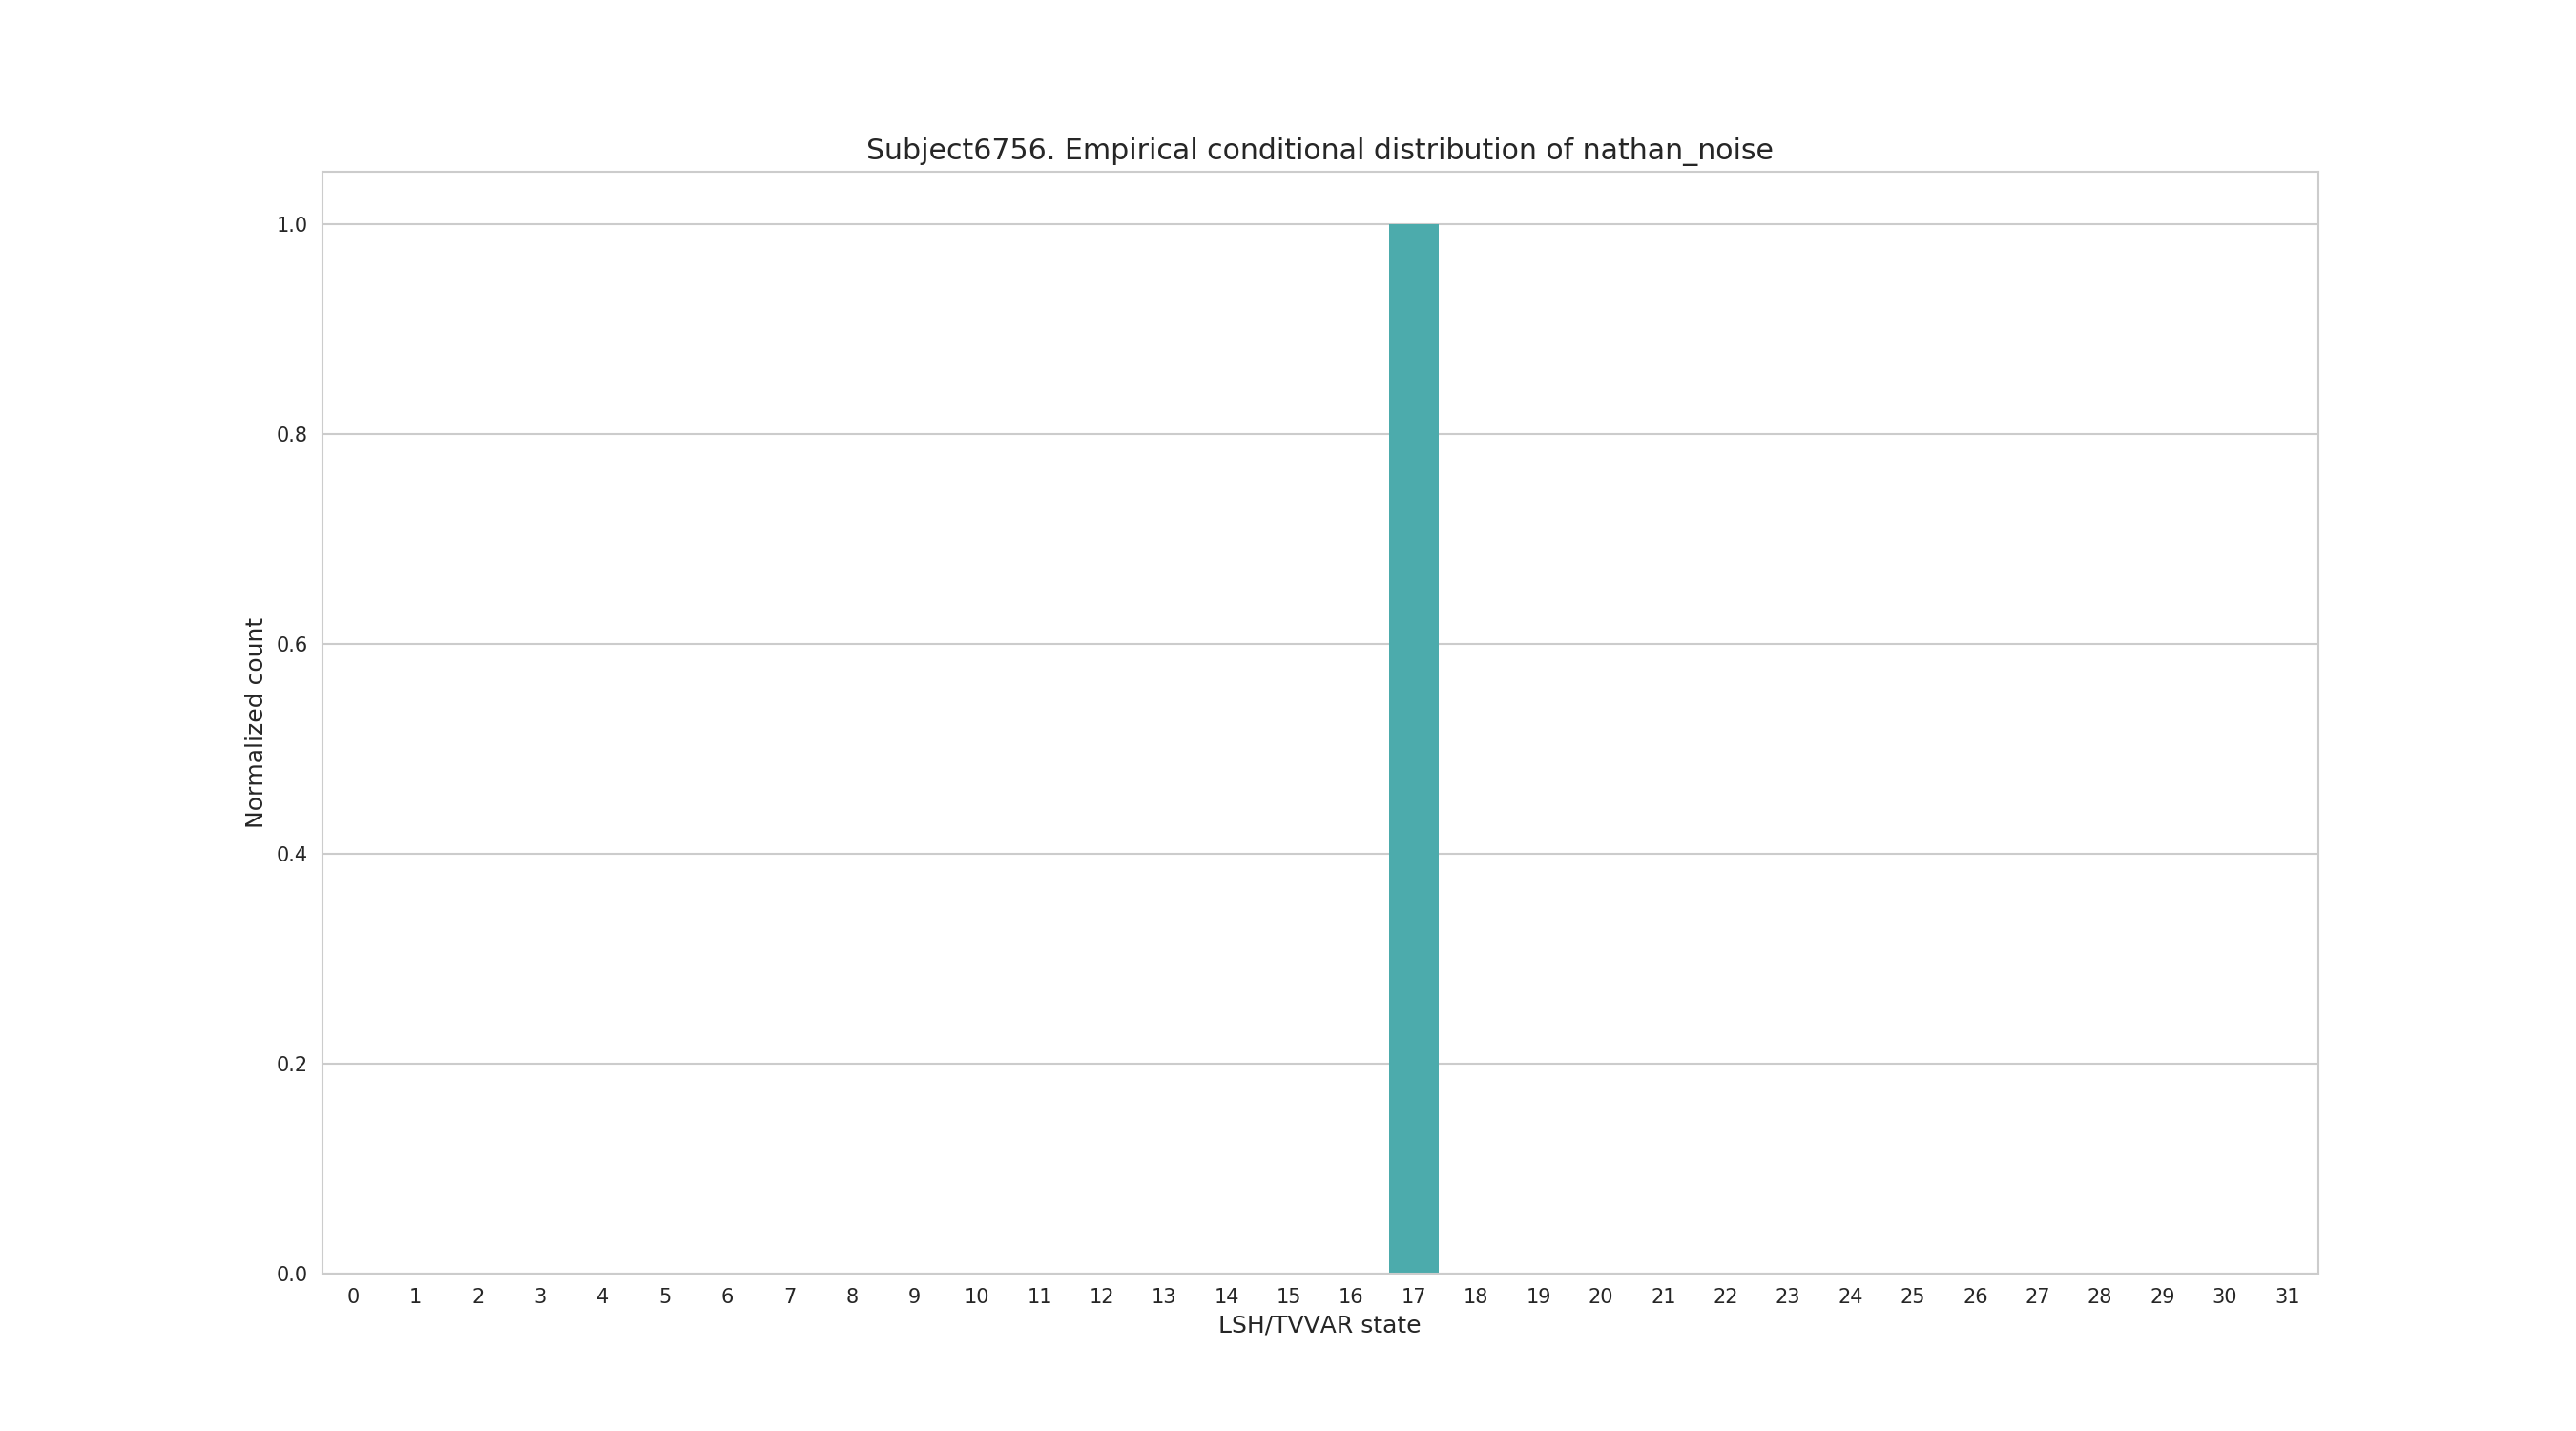 Subject6756. Empirical conditional distribution of nathan_noise
1.0
0.8
0.6
0.4
0.2
0.0
Normalized count
0 1 2 3 4 5 6 7 8 9 10 11 12 13 14 15 16 17 18 19 20 21 22 23 24 25 26 27 28 29 30 31
LSH/TVVAR state